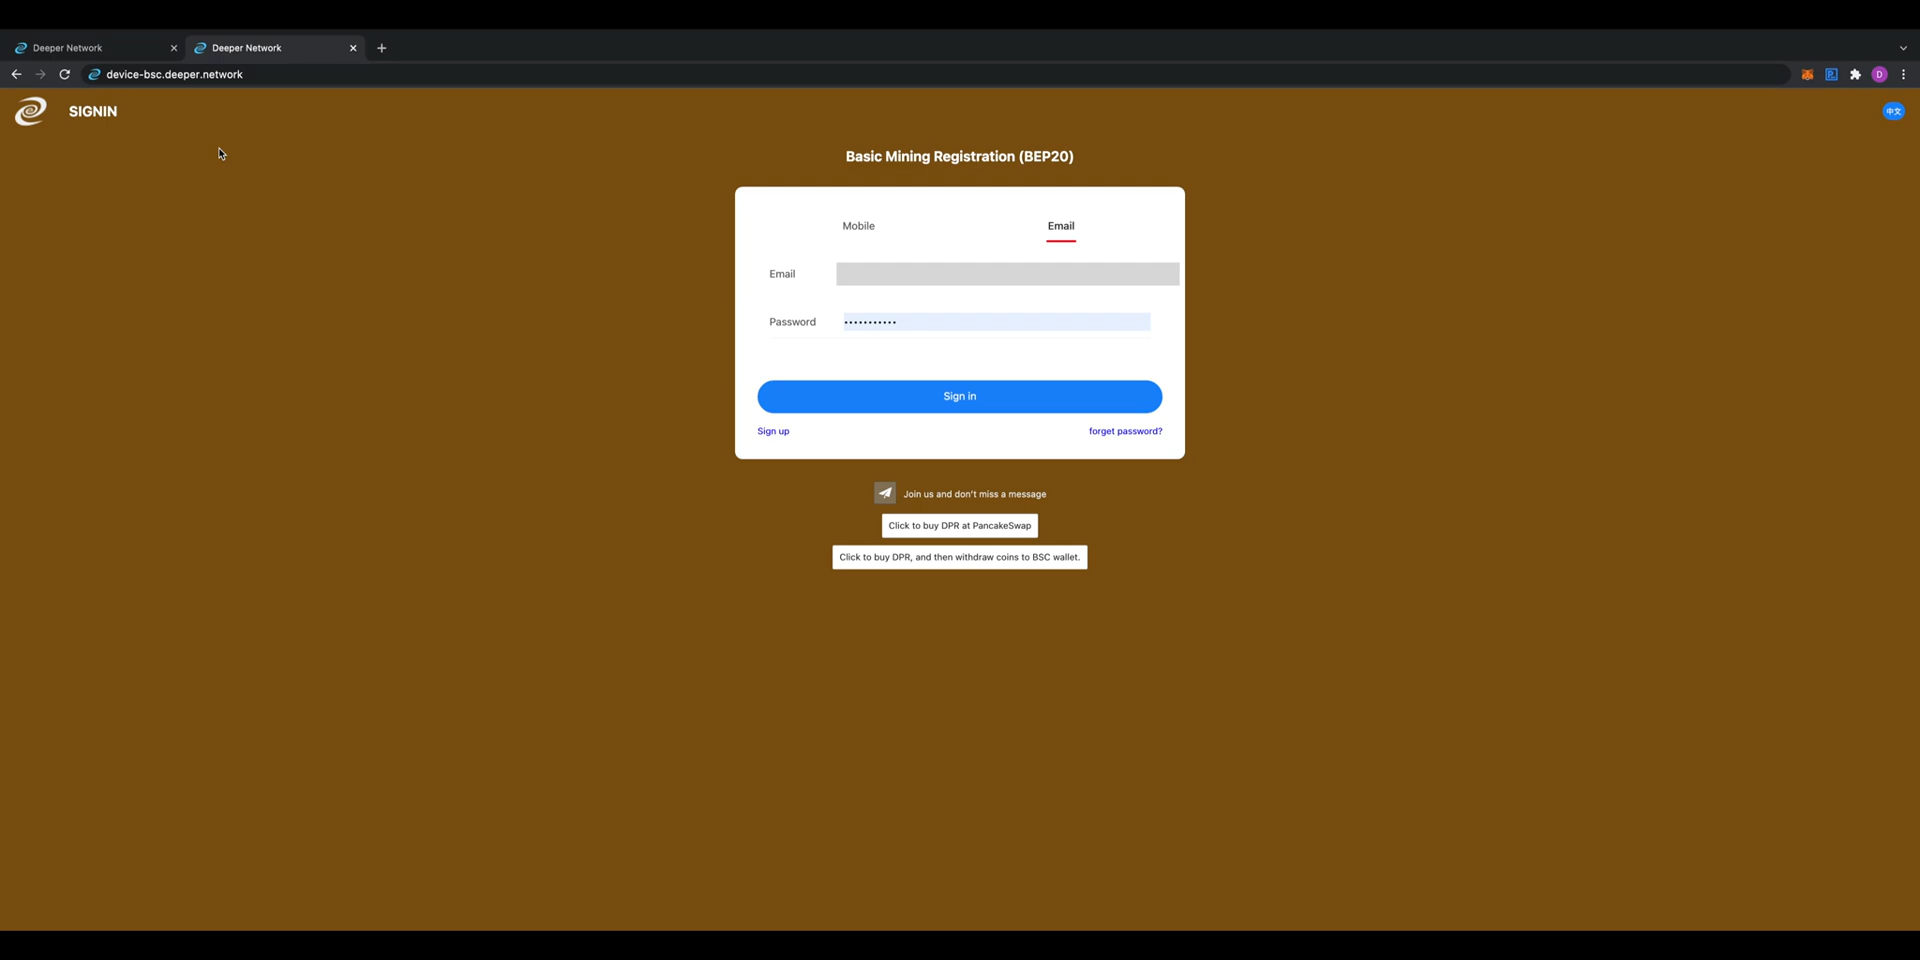 Deeper Network
Deeper Network
device-bsc.deeper.network
D
SIGNIN
中文
Basic Mining Registration (BEP20)
Mobile
Email
Email
Password
Sign in
Sign up
forget password?
Join us and don't miss a message
Click to buy DPR at PancakeSwap
Click to buy DPR, and then withdraw coins to BSC wallet.